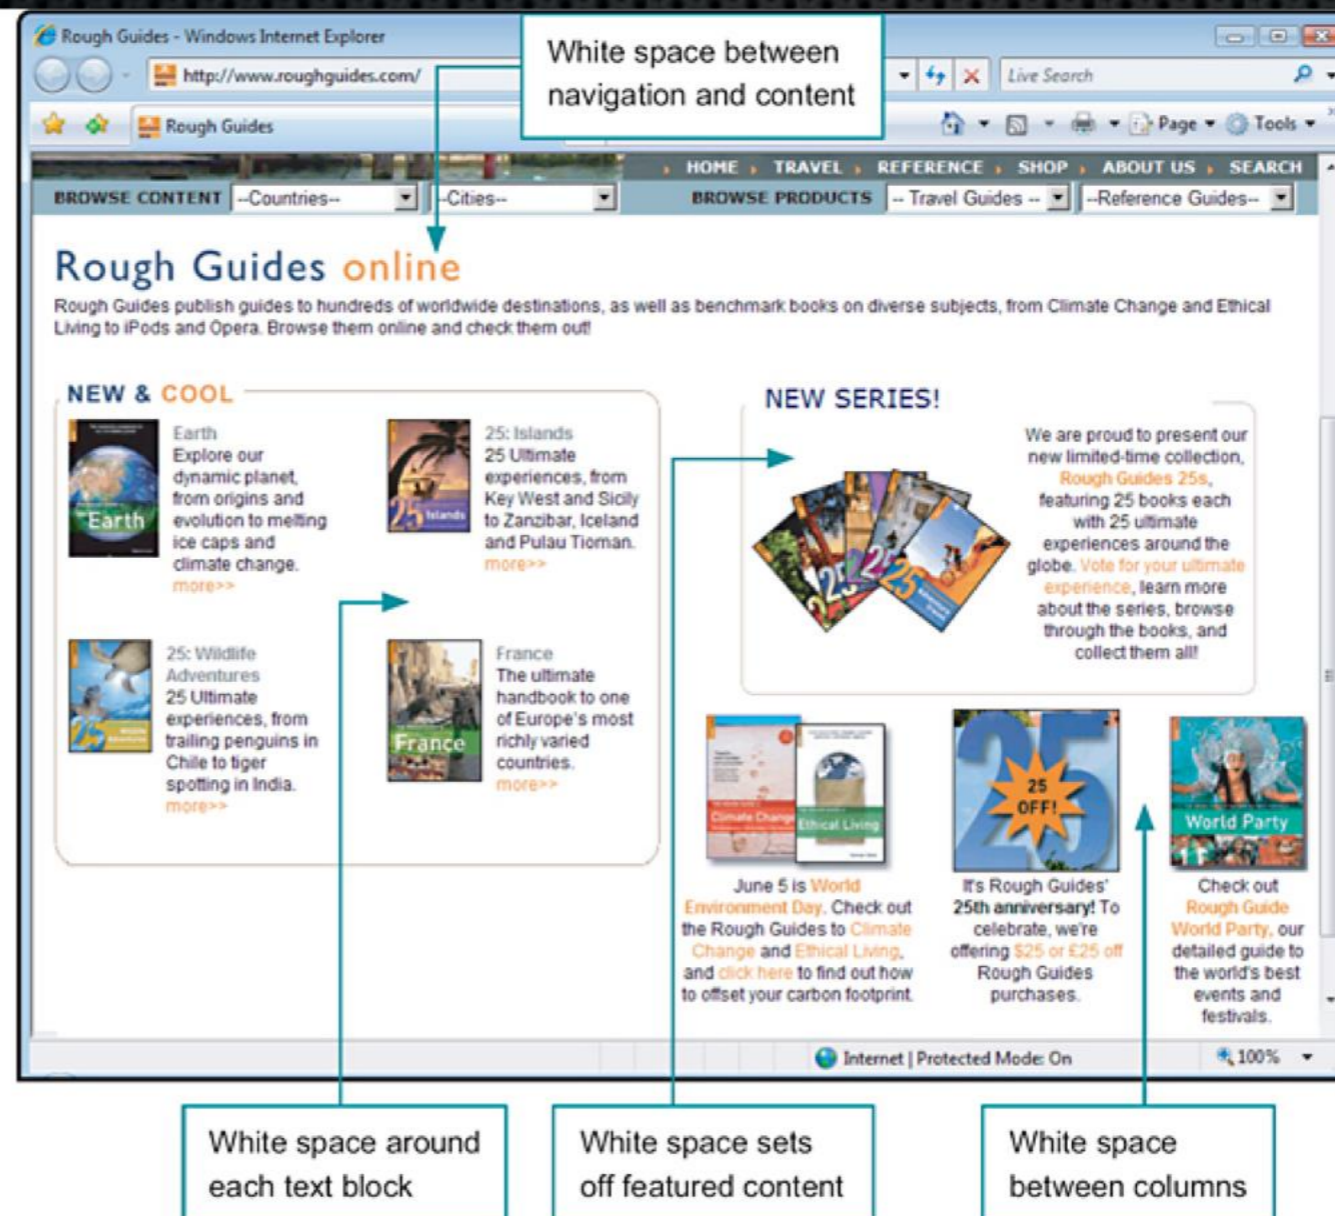 Rough Guides - Windows Internet Explorer
White space between
navigation and content
http://www.roughguides.com/
Live Search
Rough Guides
Page
Tools
HOME TRAVEL REFERENCE SHOP ABOUT US SEARCH
BROWSE CONTENT --Countries-- --Cities-- BROWSE PRODUCTS -- Travel Guides -- --Reference Guides--
Rough Guides online
Rough Guides publish guides to hundreds of worldwide destinations, as well as benchmark books on diverse subjects, from Climate Change and Ethical
Living to iPods and Opera. Browse them online and check them out!
NEW & COOL
Earth
Earth
Explore our
dynamic planet,
from origins and
evolution to melting
ice caps and
climate change.
more>>
25 Islands
25: Islands
25 Ultimate
experiences, from
Key West and Sicily
to Zanzibar, Iceland
and Pulau Tioman.
more>>
25
25: Wildlife
Adventures
25 Ultimate
experiences, from
trailing penguins in
Chile to tiger
spotting in India.
more>>
France
France
The ultimate
handbook to one
of Europe's most
richly varied
countries.
more>>
NEW SERIES!
25
We are proud to present our
new limited-time collection,
Rough Guides 25s,
featuring 25 books each
with 25 ultimate
experiences around the
globe. Vote for your ultimate
experience, learn more
about the series, browse
through the books, and
collect them all!
Climate Change
Ethical Living
June 5 is World
Environment Day. Check out
the Rough Guides to Climate
Change and Ethical Living,
and click here to find out how
to offset your carbon footprint.
25
25
OFF!
It's Rough Guides'
25th anniversary! To
celebrate, we're
offering $25 or £25 off
Rough Guides
purchases.
World Party
Check out
Rough Guide
World Party, our
detailed guide to
the world's best
events and
festivals.
Internet | Protected Mode: On
100%
White space around
each text block
White space sets
off featured content
White space
between columns